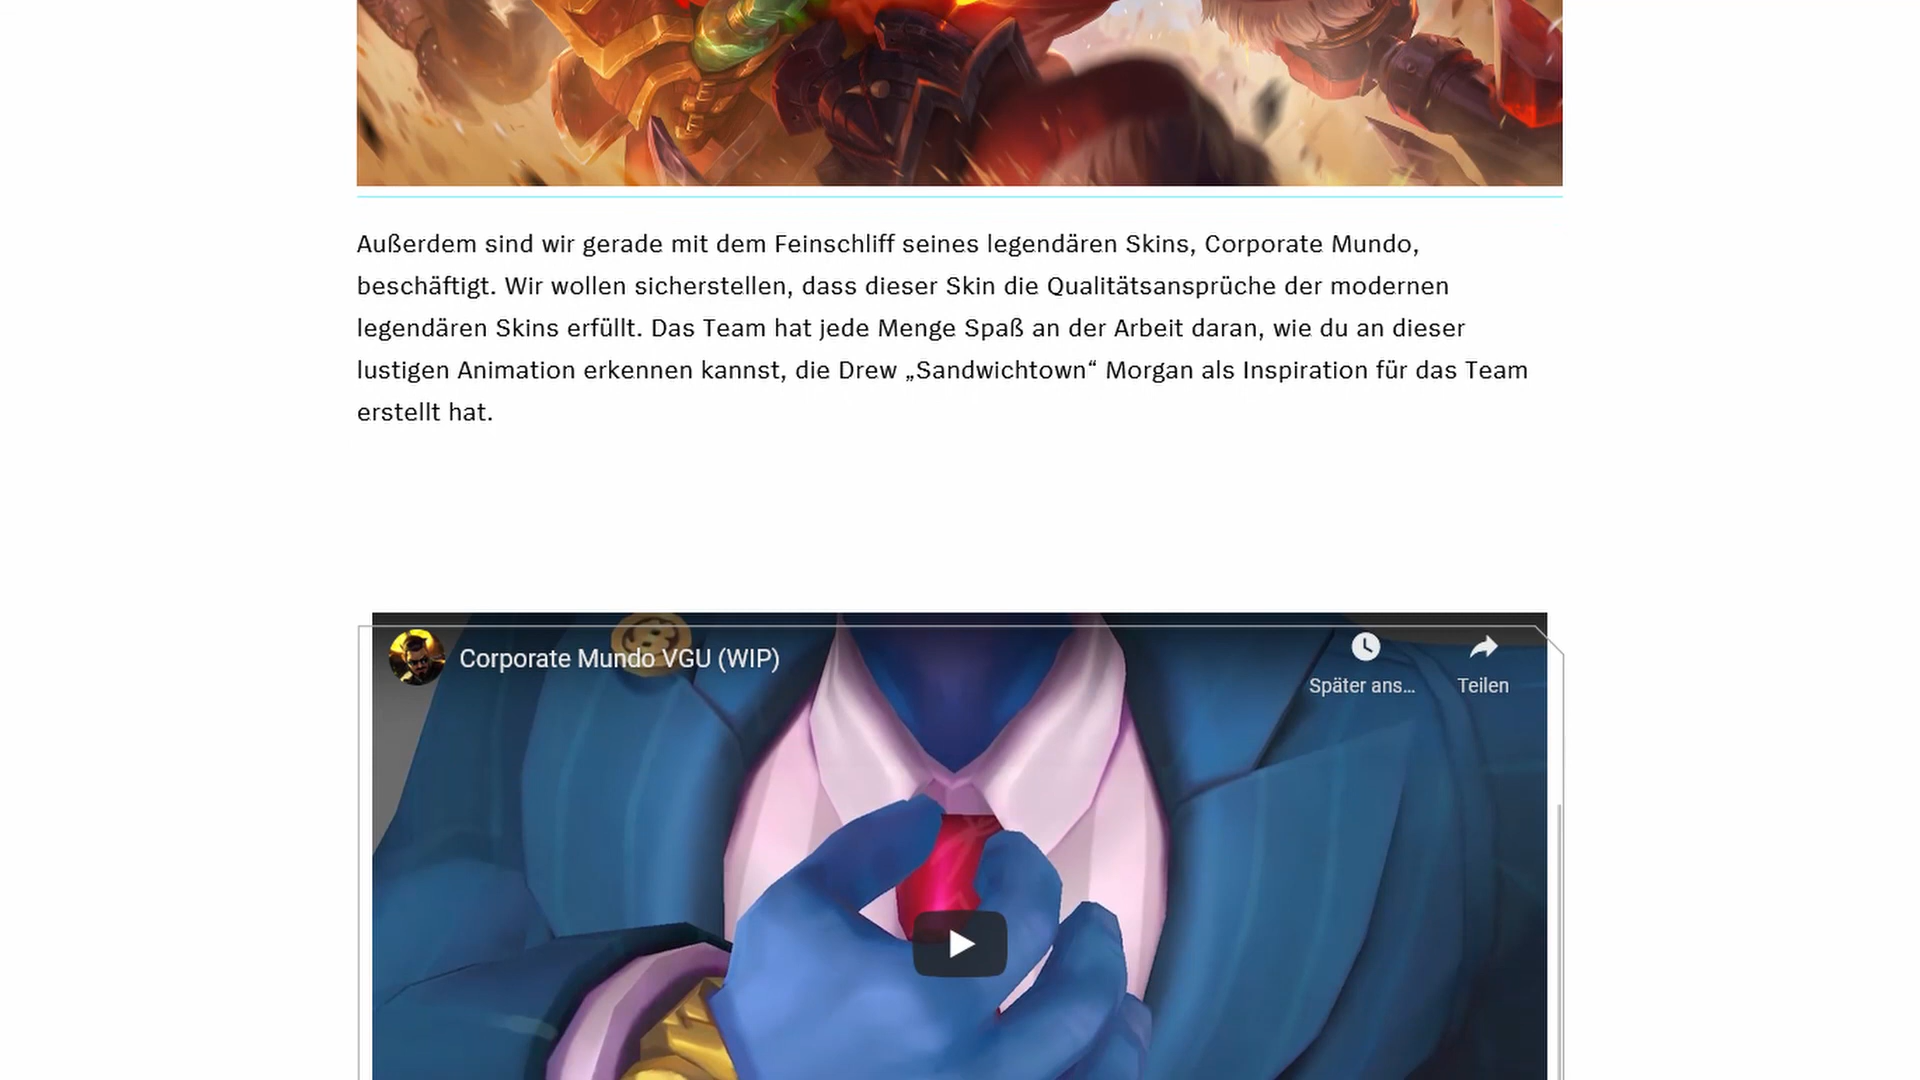 Außerdem sind wir gerade mit dem Feinschliff seines legendären Skins, Corporate Mundo,
beschäftigt. Wir wollen sicherstellen, dass dieser Skin die Qualitätsansprüche der modernen
legendären Skins erfüllt. Das Team hat jede Menge Spaß an der Arbeit daran, wie du an dieser
lustigen Animation erkennen kannst, die Drew „Sandwichtown“ Morgan als Inspiration für das Team
erstellt hat.
Corporate Mundo VGU (WIP)
Später ans...
Teilen